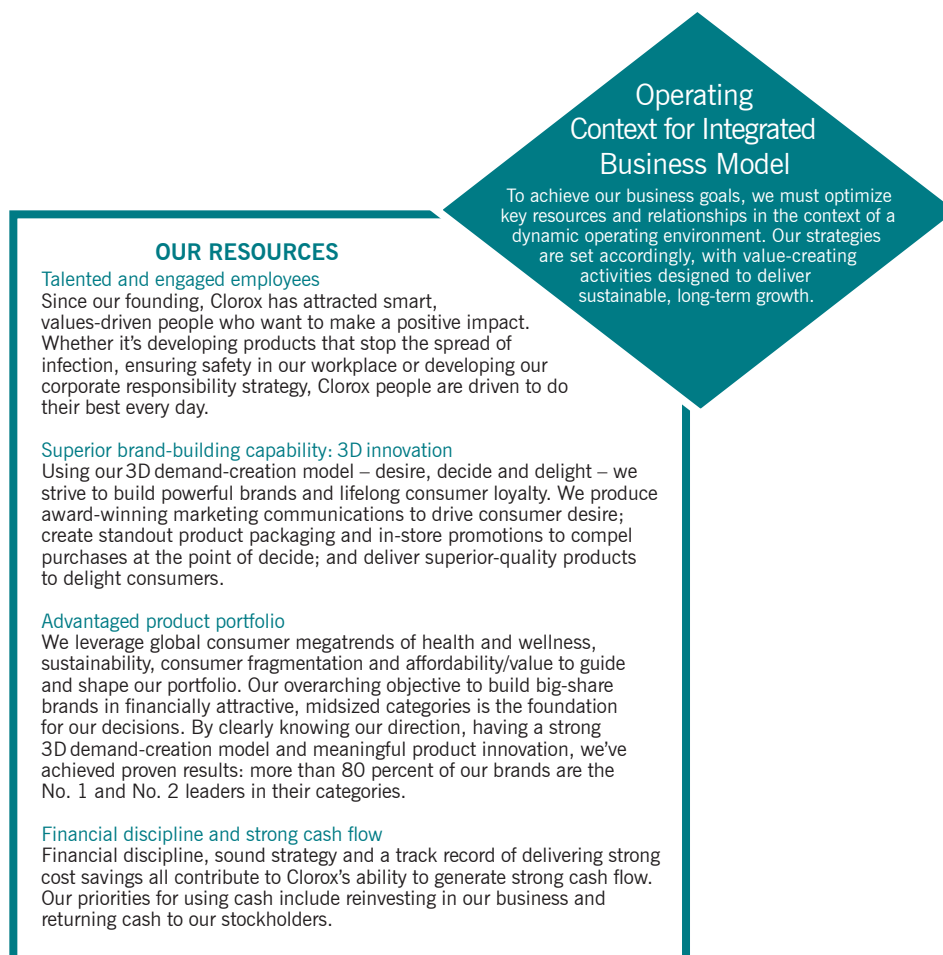 Operating
Context for Integrated
Business Model
To achieve our business goals, we must optimize
key resources and relationships in the context of a
dynamic operating environment. Our strategies
are set accordingly, with value-creating
activities designed to deliver
sustainable, long-term growth.
OUR RESOURCES
Talented and engaged employees
Since our founding, Clorox has attracted smart,
values-driven people who want to make a positive impact.
Whether it’s developing products that stop the spread of
infection, ensuring safety in our workplace or developing our
corporate responsibility strategy, Clorox people are driven to do
their best every day.
Superior brand-building capability: 3D innovation
Using our 3D demand-creation model – desire, decide and delight – we
strive to build powerful brands and lifelong consumer loyalty. We produce
award-winning marketing communications to drive consumer desire;
create standout product packaging and in-store promotions to compel
purchases at the point of decide; and deliver superior-quality products
to delight consumers.
Advantaged product portfolio
We leverage global consumer megatrends of health and wellness,
sustainability, consumer fragmentation and affordability/value to guide
and shape our portfolio. Our overarching objective to build big-share
brands in financially attractive, midsized categories is the foundation
for our decisions. By clearly knowing our direction, having a strong
3D demand-creation model and meaningful product innovation, we’ve
achieved proven results: more than 80 percent of our brands are the
No. 1 and No. 2 leaders in their categories.
Financial discipline and strong cash flow
Financial discipline, sound strategy and a track record of delivering strong
cost savings all contribute to Clorox’s ability to generate strong cash flow.
Our priorities for using cash include reinvesting in our business and
returning cash to our stockholders.